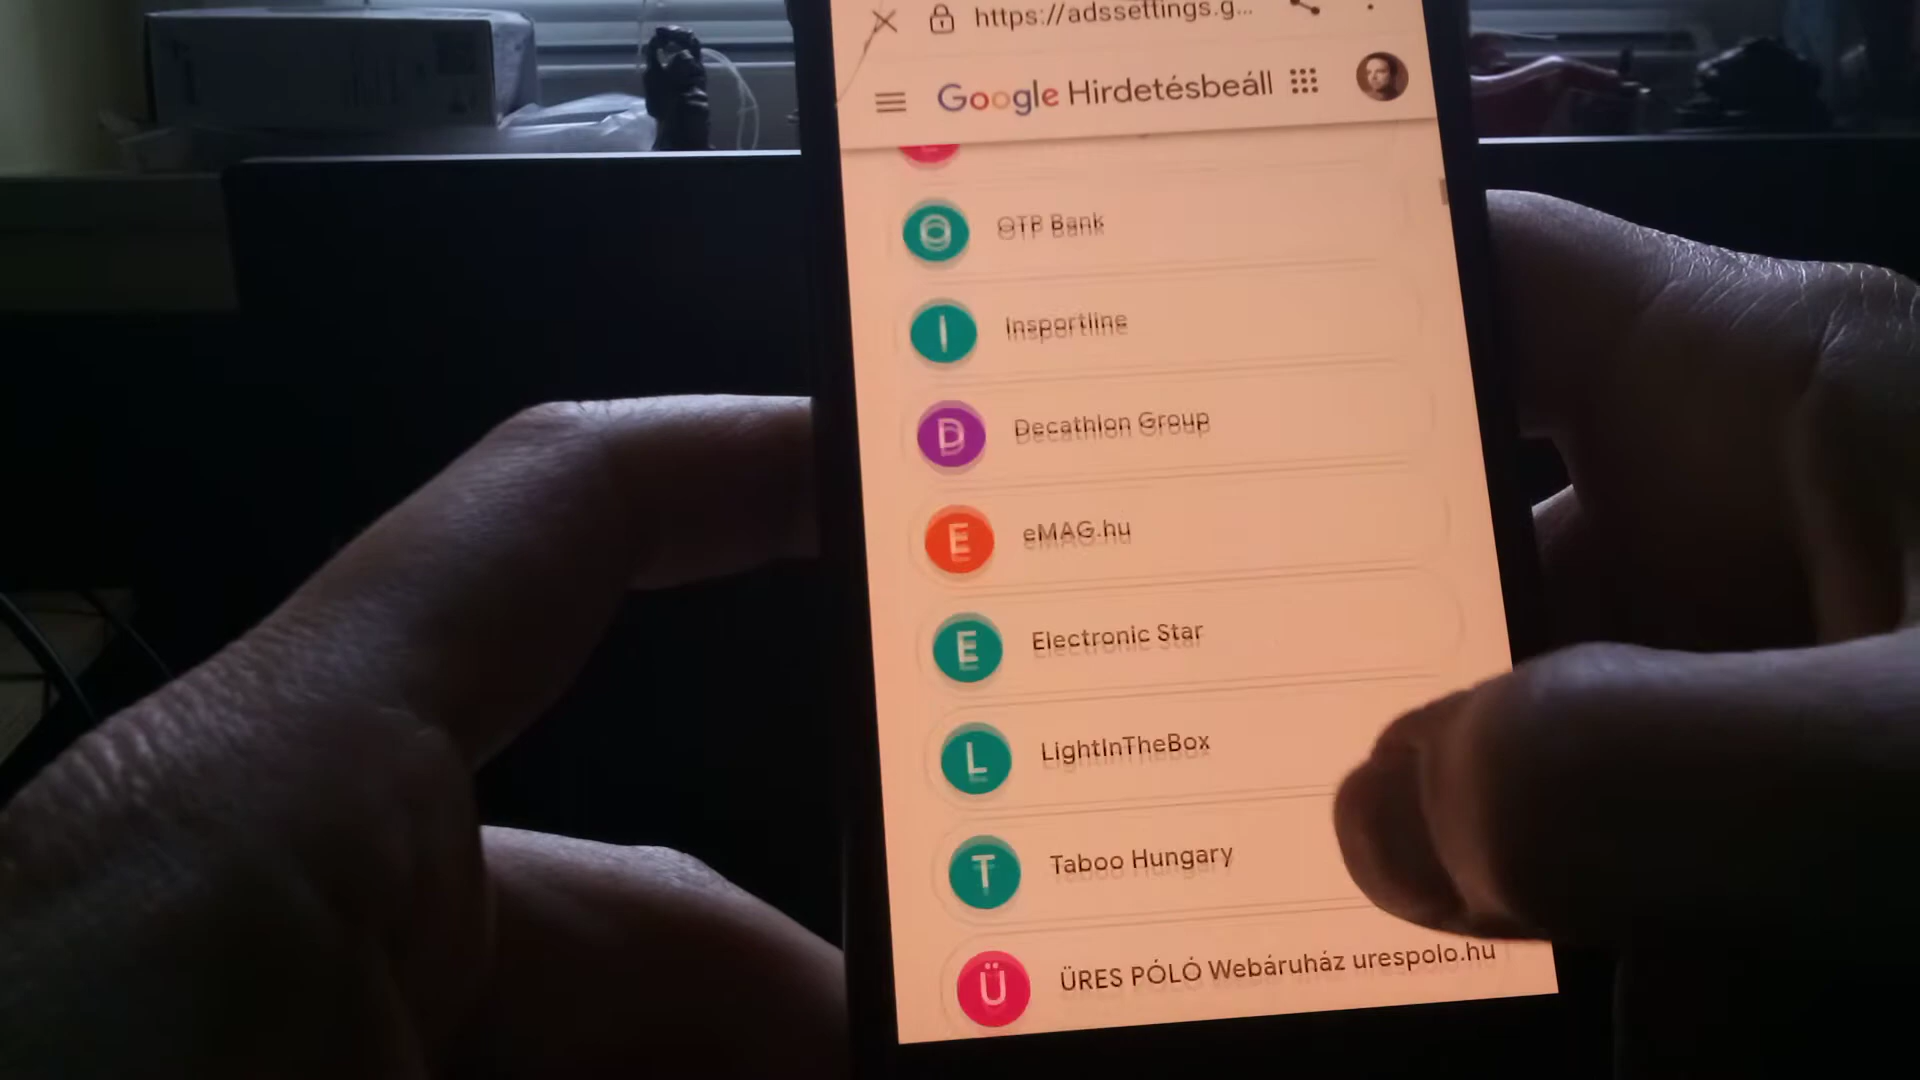 https://adssettings.g...
Google Hirdetésbeáll
O OTP Bank
I Insportline
D Decathlon Group
E eMAG.hu
E Electronic Star
L LightInTheBox
T Taboo Hungary
Ü ÜRES PÓLÓ Webáruház urespolo.hu